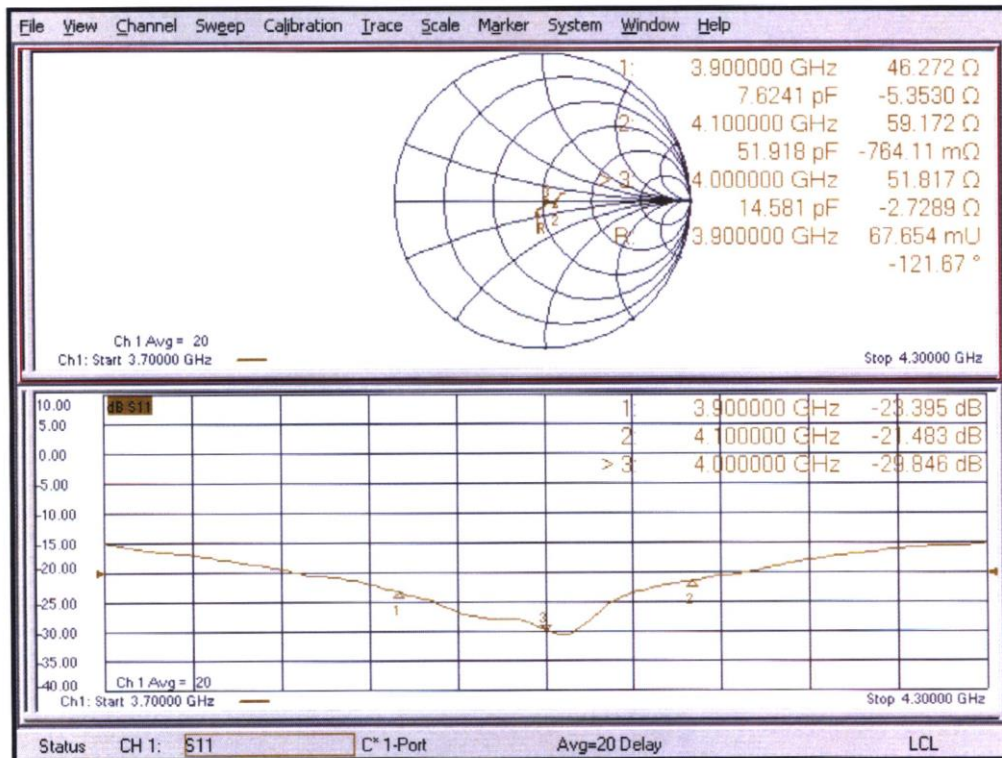 File View Channel Sweep Calibration Trace Scale Marker System Window Help
1: 3.900000 GHz 46.272 Ω
7.6241 pF -5.3530 Ω
2: 4.100000 GHz 59.172 Ω
51.918 pF -764.11 mΩ
> 3: 4.000000 GHz 51.817 Ω
14.581 pF -2.7289 Ω
R: 3.900000 GHz 67.654 mU
-121.67 °
3
R 2
Ch 1 Avg = 20
Ch1: Start 3.70000 GHz Stop 4.30000 GHz
10.00 dB S11
5.00
0.00
-5.00
-10.00
-15.00
-20.00
-25.00
-30.00
-35.00
-40.00
1: 3.900000 GHz -23.395 dB
2: 4.100000 GHz -21.483 dB
> 3: 4.000000 GHz -29.846 dB
1
3
2
Ch 1 Avg = 20
Ch1: Start 3.70000 GHz Stop 4.30000 GHz
Status CH 1: S11 C* 1-Port Avg=20 Delay LCL